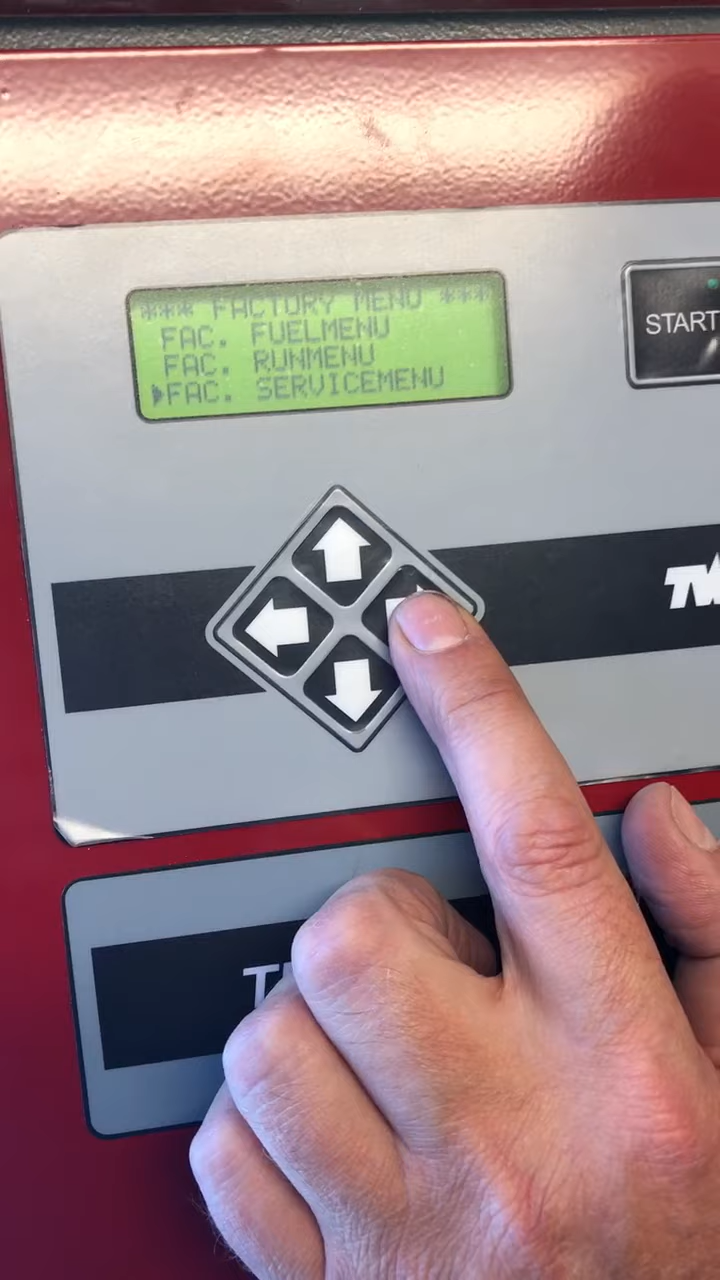 *** FACTORY MENU ***
FAC. FUELMENU
FAC. RUNMENU
FAC. SERVICEMENU
START